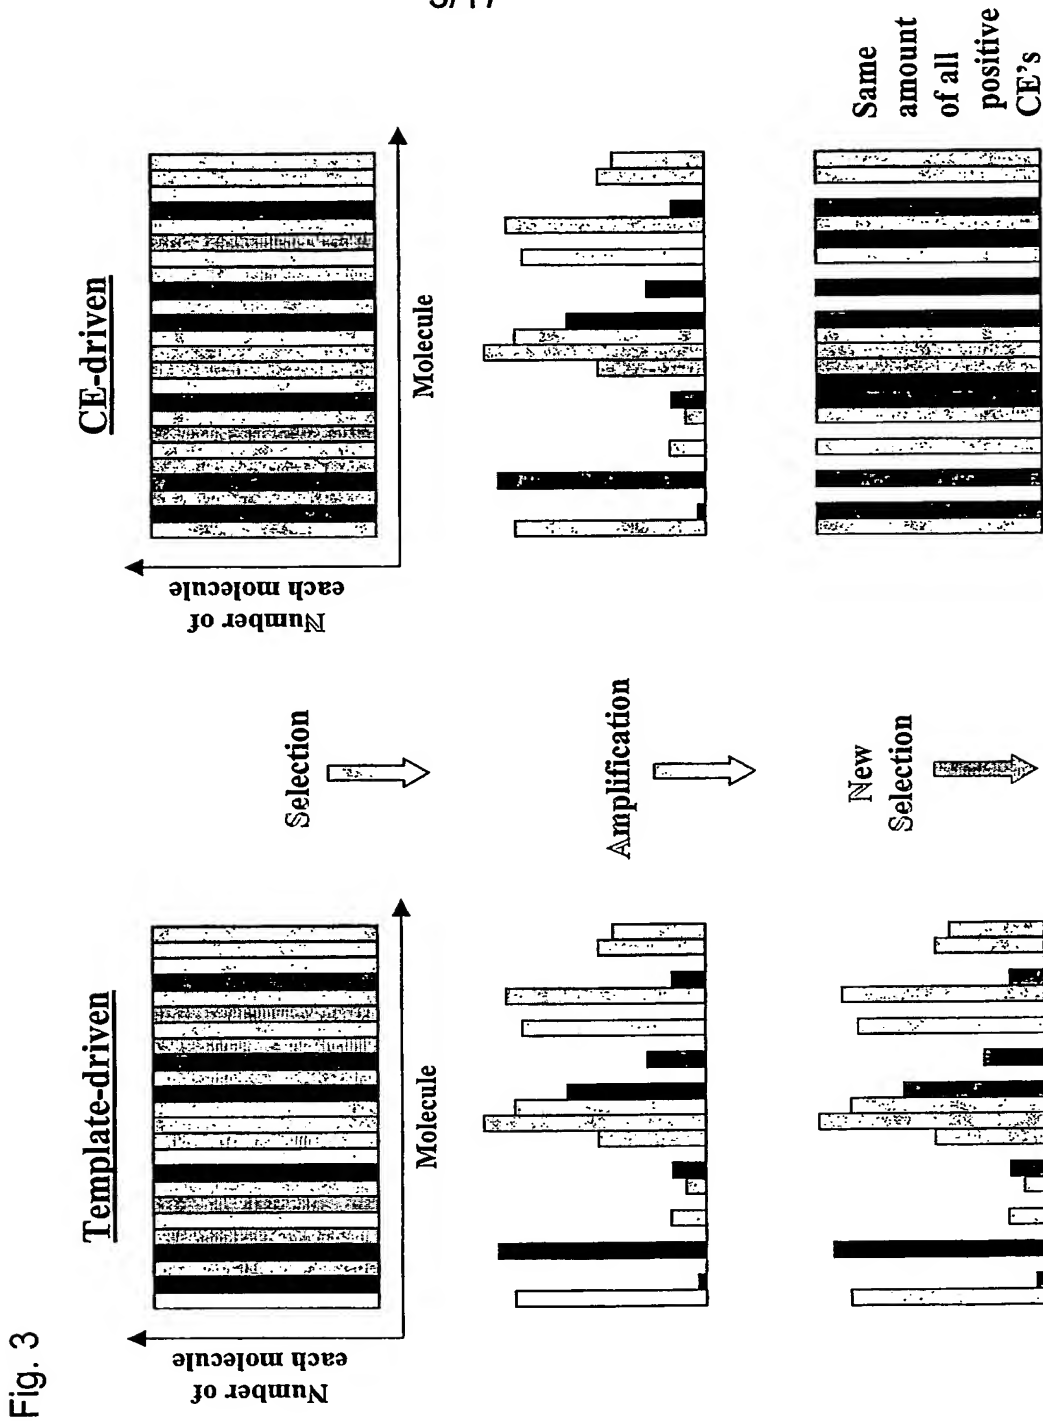 3/17
Fig. 3
Template-driven
CE-driven
Number of
each molecule
Molecule
Selection
Number of
each molecule
Molecule
Amplification
New
Selection
Same
amount
of all
positive
CE's